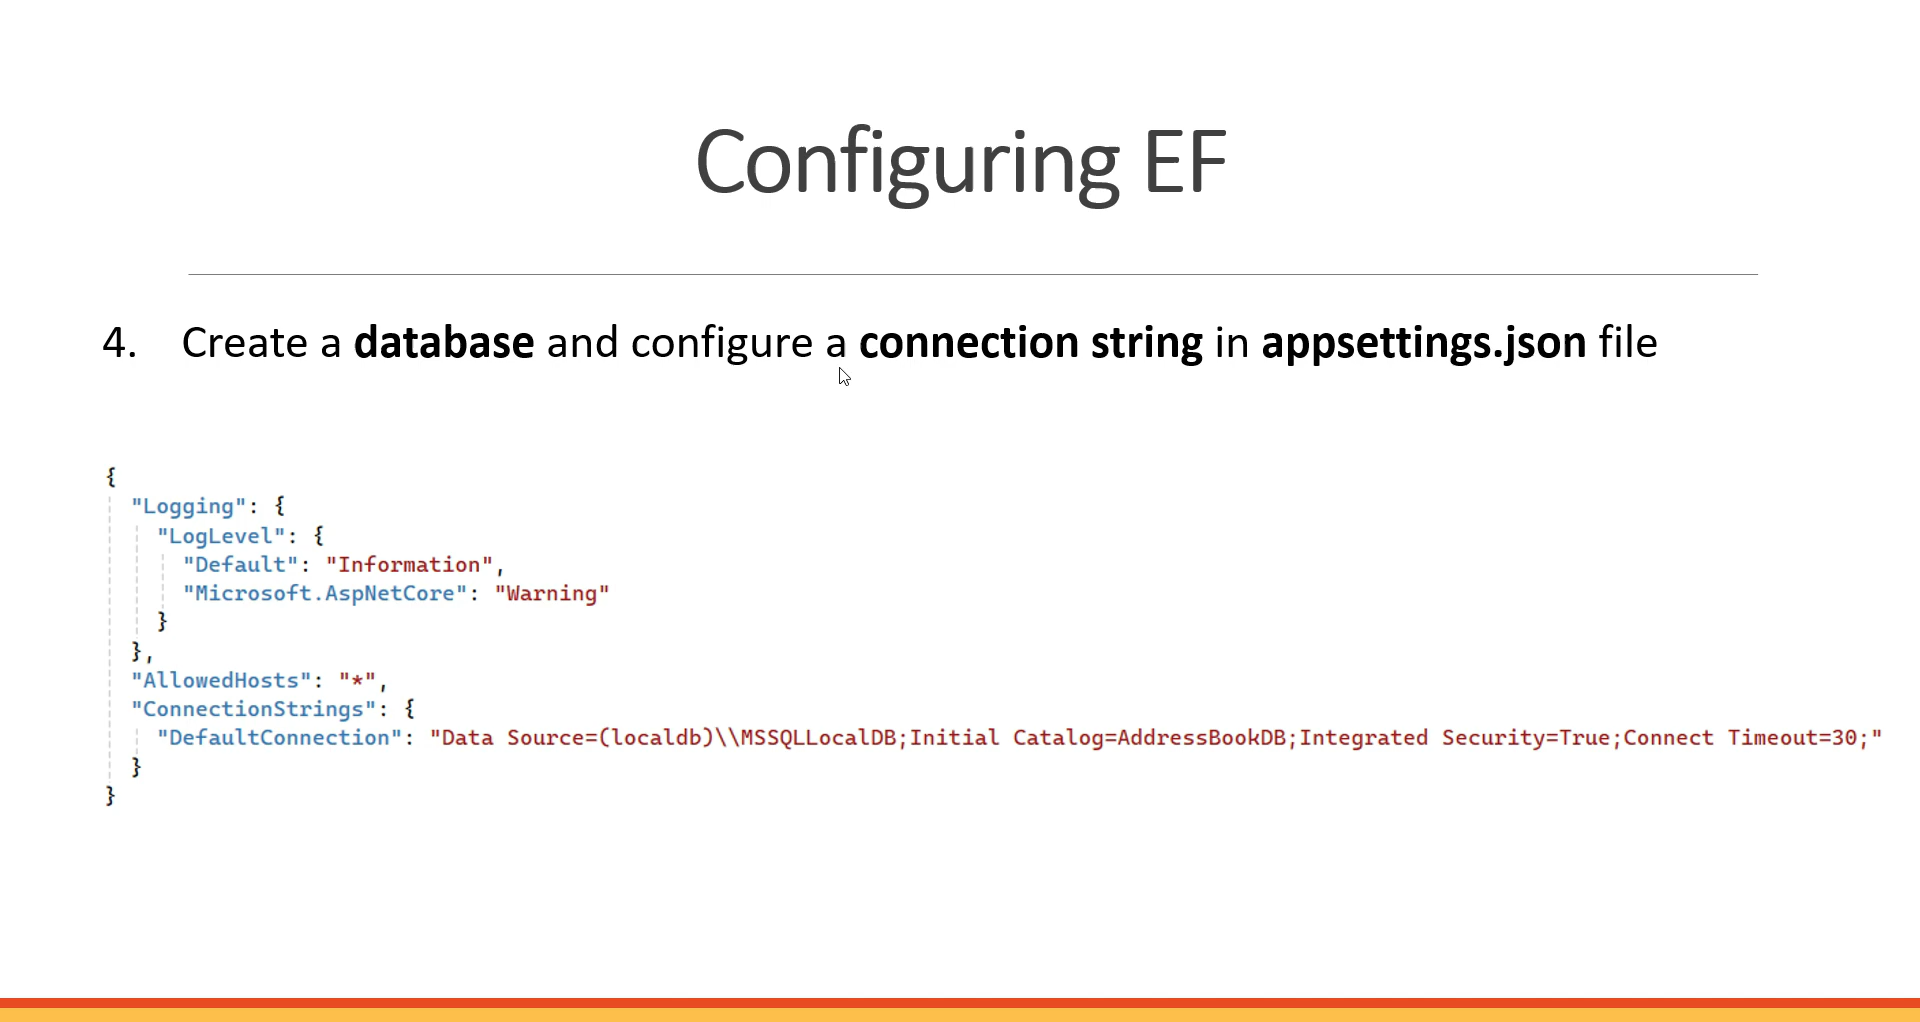 Configuring EF
4. Create a database and configure a connection string in appsettings.json file
{
"Logging": {
"LogLevel": {
"Default": "Information",
"Microsoft.AspNetCore": "Warning"
}
},
"AllowedHosts": "*",
"ConnectionStrings": {
"DefaultConnection": "Data Source=(localdb)\\MSSQLLocalDB;Initial Catalog=AddressBookDB;Integrated Security=True;Connect Timeout=30;"
}
}